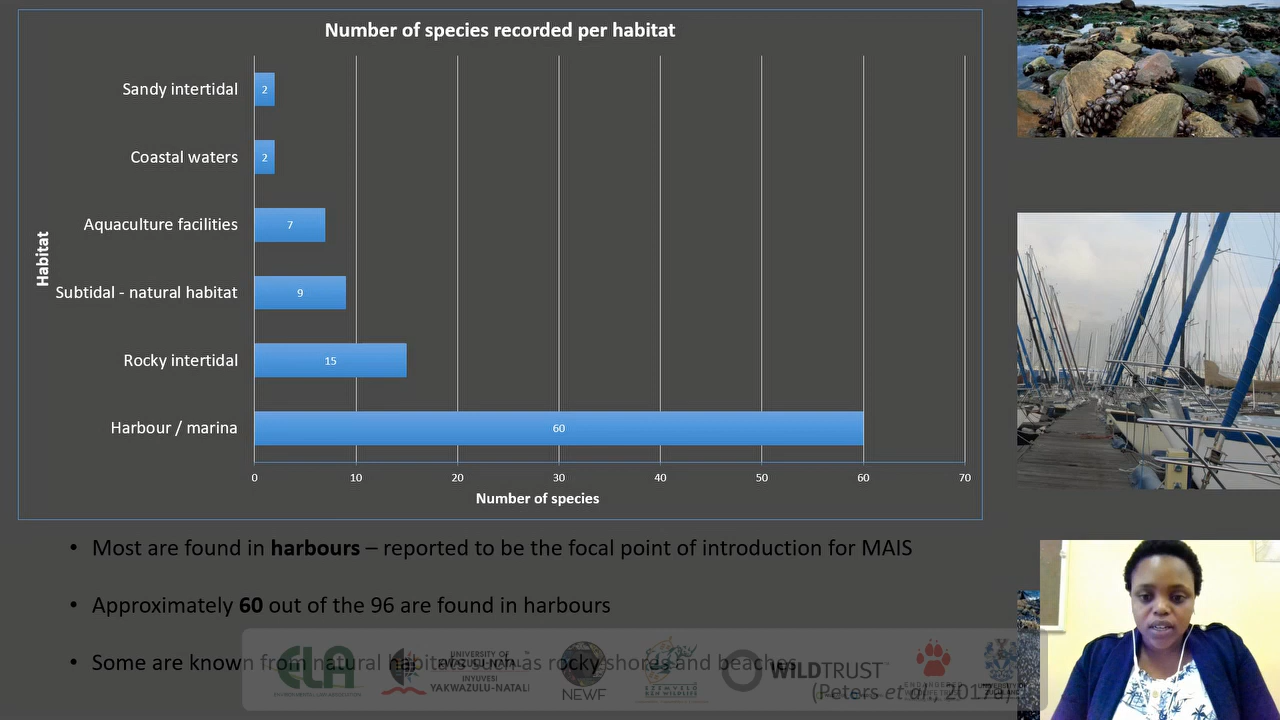 Number of species recorded per habitat
Habitat
Sandy intertidal
2
Coastal waters
2
Aquaculture facilities
7
Subtidal - natural habitat
9
Rocky intertidal
15
Harbour / marina
60
0 10 20 30 40 50 60 70
Number of species
• Most are found in harbours – reported to be the focal point of introduction for MAIS
• Approximately 60 out of the 96 are found in harbours
• Some are known from natural habitats such as rocky shores and beaches
(Peters et al., 2017a)
ELA
UNIVERSITY OF
KWAZULU-NATAL
INYUVESI
YAKWAZULU-NATALI
NEWF
EZEMVELO
WILDTRUST
ENDANGERED